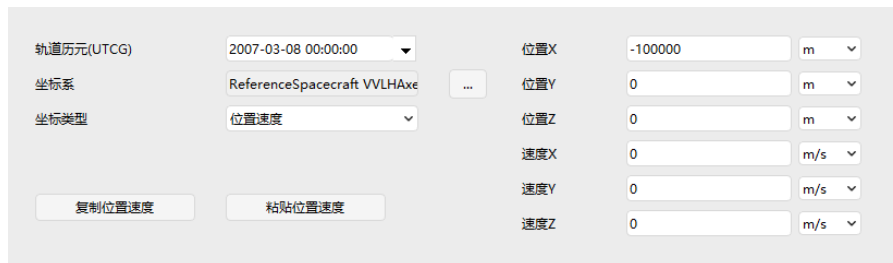 轨道历元(UTCG) 2007-03-08 00:00:00 位置X -100000 m
坐标系 ReferenceSpacecraft VVLHAxe ... 位置Y 0 m
坐标类型 位置速度 位置Z 0 m
速度X 0 m/s
复制位置速度 粘贴位置速度 速度Y 0 m/s
速度Z 0 m/s